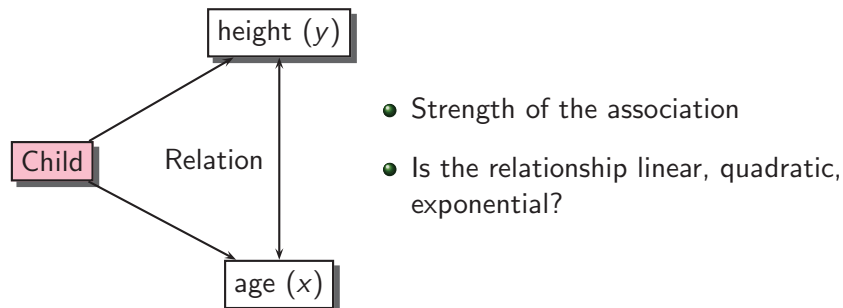 height (y)
Child
Relation
age (x)
Strength of the association
Is the relationship linear, quadratic,
exponential?